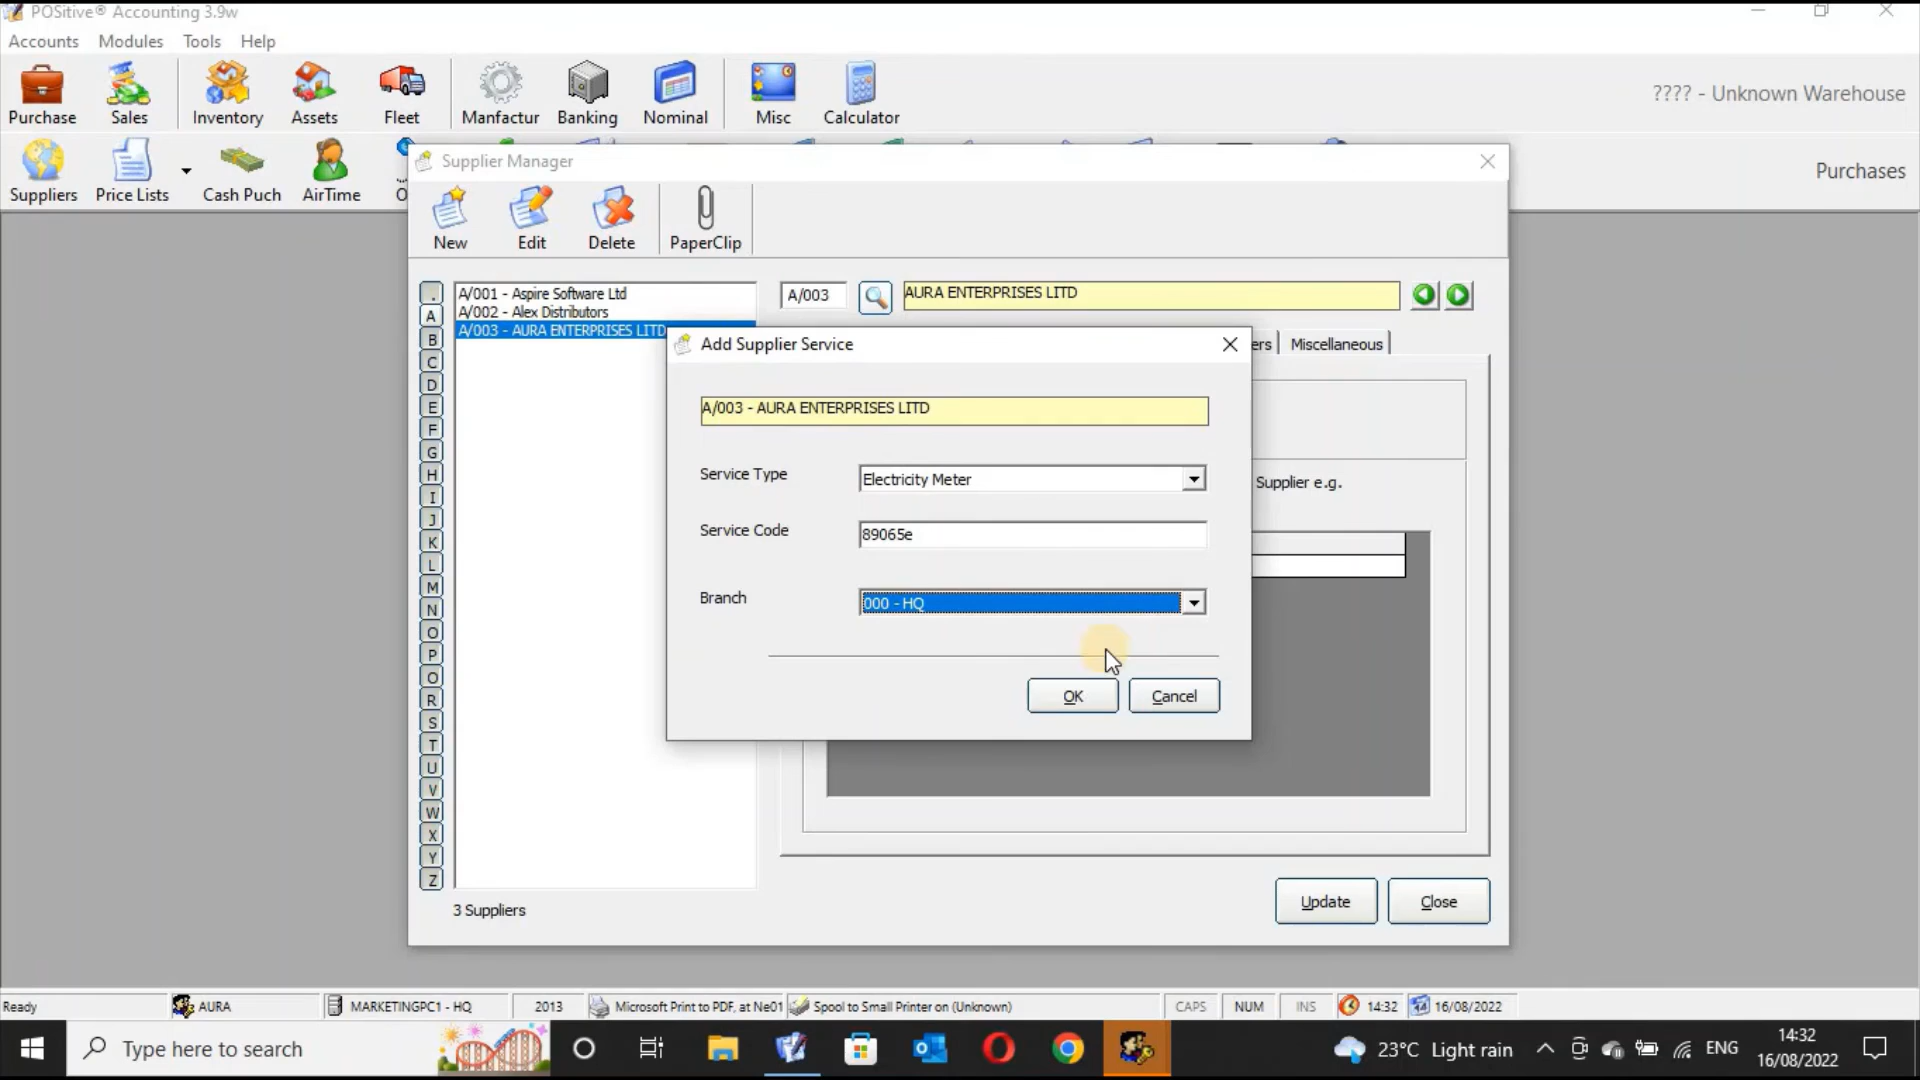 POSitive® Accounting 3.9w
Accounts Modules Tools Help
Purchase Sales Inventory Assets Fleet Manfactur Banking Nominal Misc Calculator
???? - Unknown Warehouse
Suppliers Price Lists Cash Puch AirTime O
Purchases
Supplier Manager
New Edit Delete PaperClip
A/001 - Aspire Software Ltd
A/002 - Alex Distributors
A/003 - AURA ENTERPRISES LITD
A/003
AURA ENTERPRISES LITD
.
A
B
C
D
E
F
G
H
I
J
K
L
M
N
O
P
Q
R
S
T
U
V
W
X
Y
Z
ers Miscellaneous
Supplier e.g.
Add Supplier Service
A/003 - AURA ENTERPRISES LITD
Service Type Electricity Meter
Service Code 89065e
Branch 000 - HQ
OK Cancel
3 Suppliers
Update Close
Ready AURA MARKETINGPC1 - HQ 2013 Microsoft Print to PDF, at Ne01 Spool to Small Printer on (Unknown) CAPS NUM INS 14:32 16/08/2022
Type here to search
23°C Light rain ENG
14:32
16/08/2022